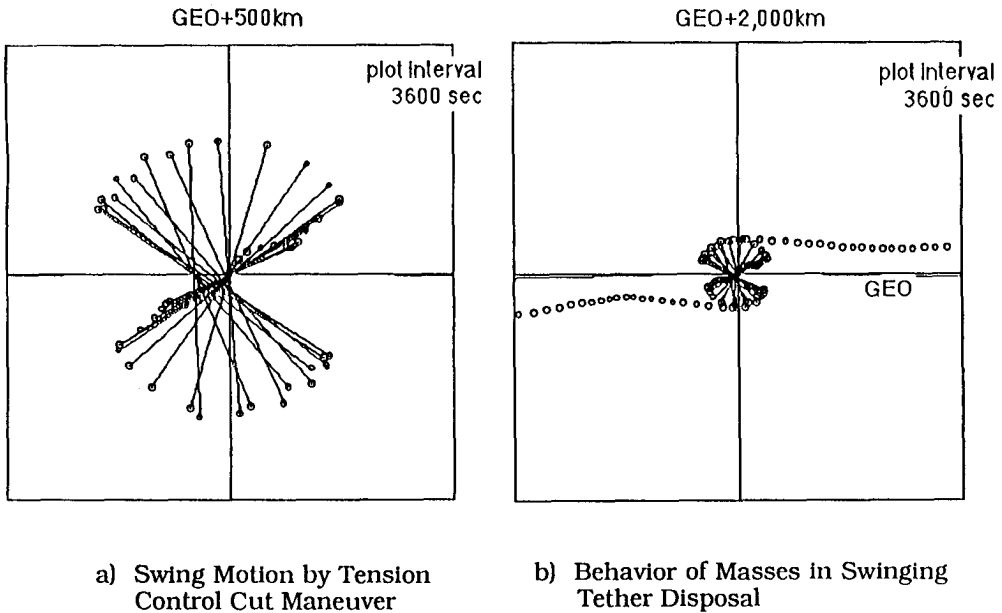 GEO+500km
plot interval
3600 sec
GEO+2,000km
plot interval
3600 sec
GEO
a) Swing Motion by Tension
Control Cut Maneuver
b) Behavior of Masses in Swinging
Tether Disposal